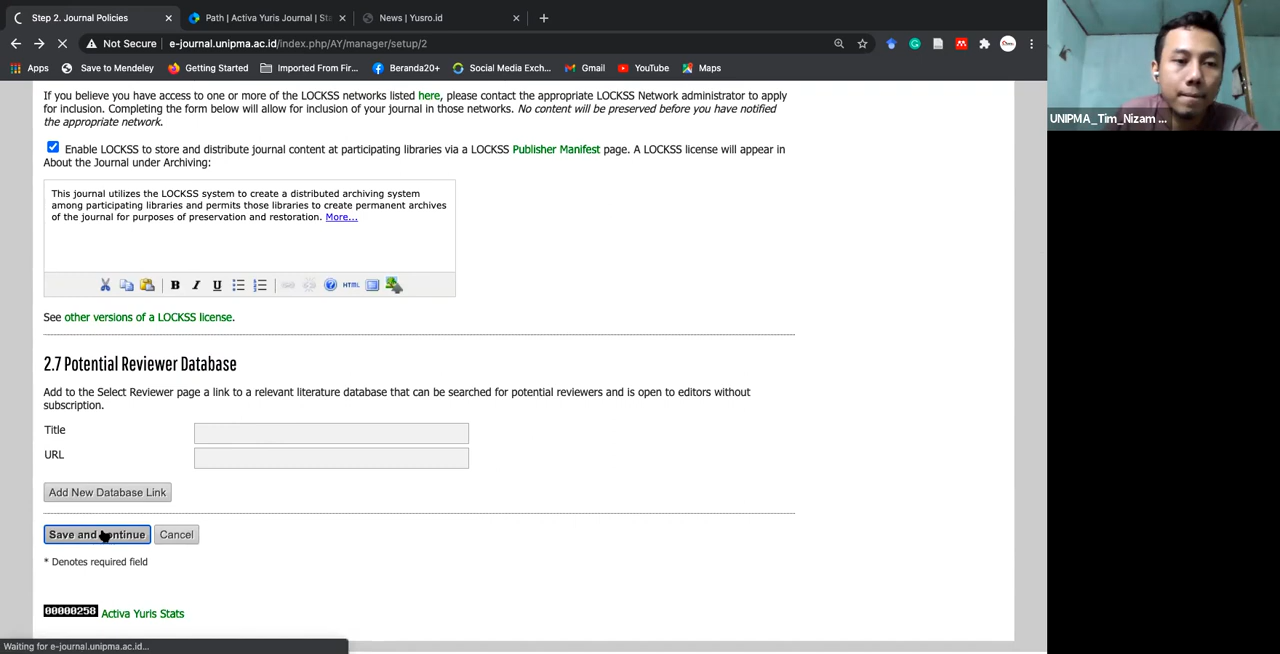 Step 2. Journal Policies
Path | Activa Yuris Journal | Sta
News | Yusro.id
Not Secure
e-journal.unipma.ac.id/index.php/AY/manager/setup/2
Apps
Save to Mendeley
Getting Started
Imported From Fir...
Beranda20+
Social Media Exch...
Gmail
YouTube
Maps
If you believe you have access to one or more of the LOCKSS networks listed here, please contact the appropriate LOCKSS Network administrator to apply
for inclusion. Completing the form below will allow for inclusion of your journal in those networks. No content will be preserved before you have notified
the appropriate network.
Enable LOCKSS to store and distribute journal content at participating libraries via a LOCKSS Publisher Manifest page. A LOCKSS license will appear in
About the Journal under Archiving:
This journal utilizes the LOCKSS system to create a distributed archiving system
among participating libraries and permits those libraries to create permanent archives
of the journal for purposes of preservation and restoration. More...
B I U HTML
See other versions of a LOCKSS license.
2.7 Potential Reviewer Database
Add to the Select Reviewer page a link to a relevant literature database that can be searched for potential reviewers and is open to editors without
subscription.
Title
URL
Add New Database Link
Save and Continue
Cancel
* Denotes required field
00000258 Activa Yuris Stats
Waiting for e-journal.unipma.ac.id...
UNIPMA_Tim_Nizam ...